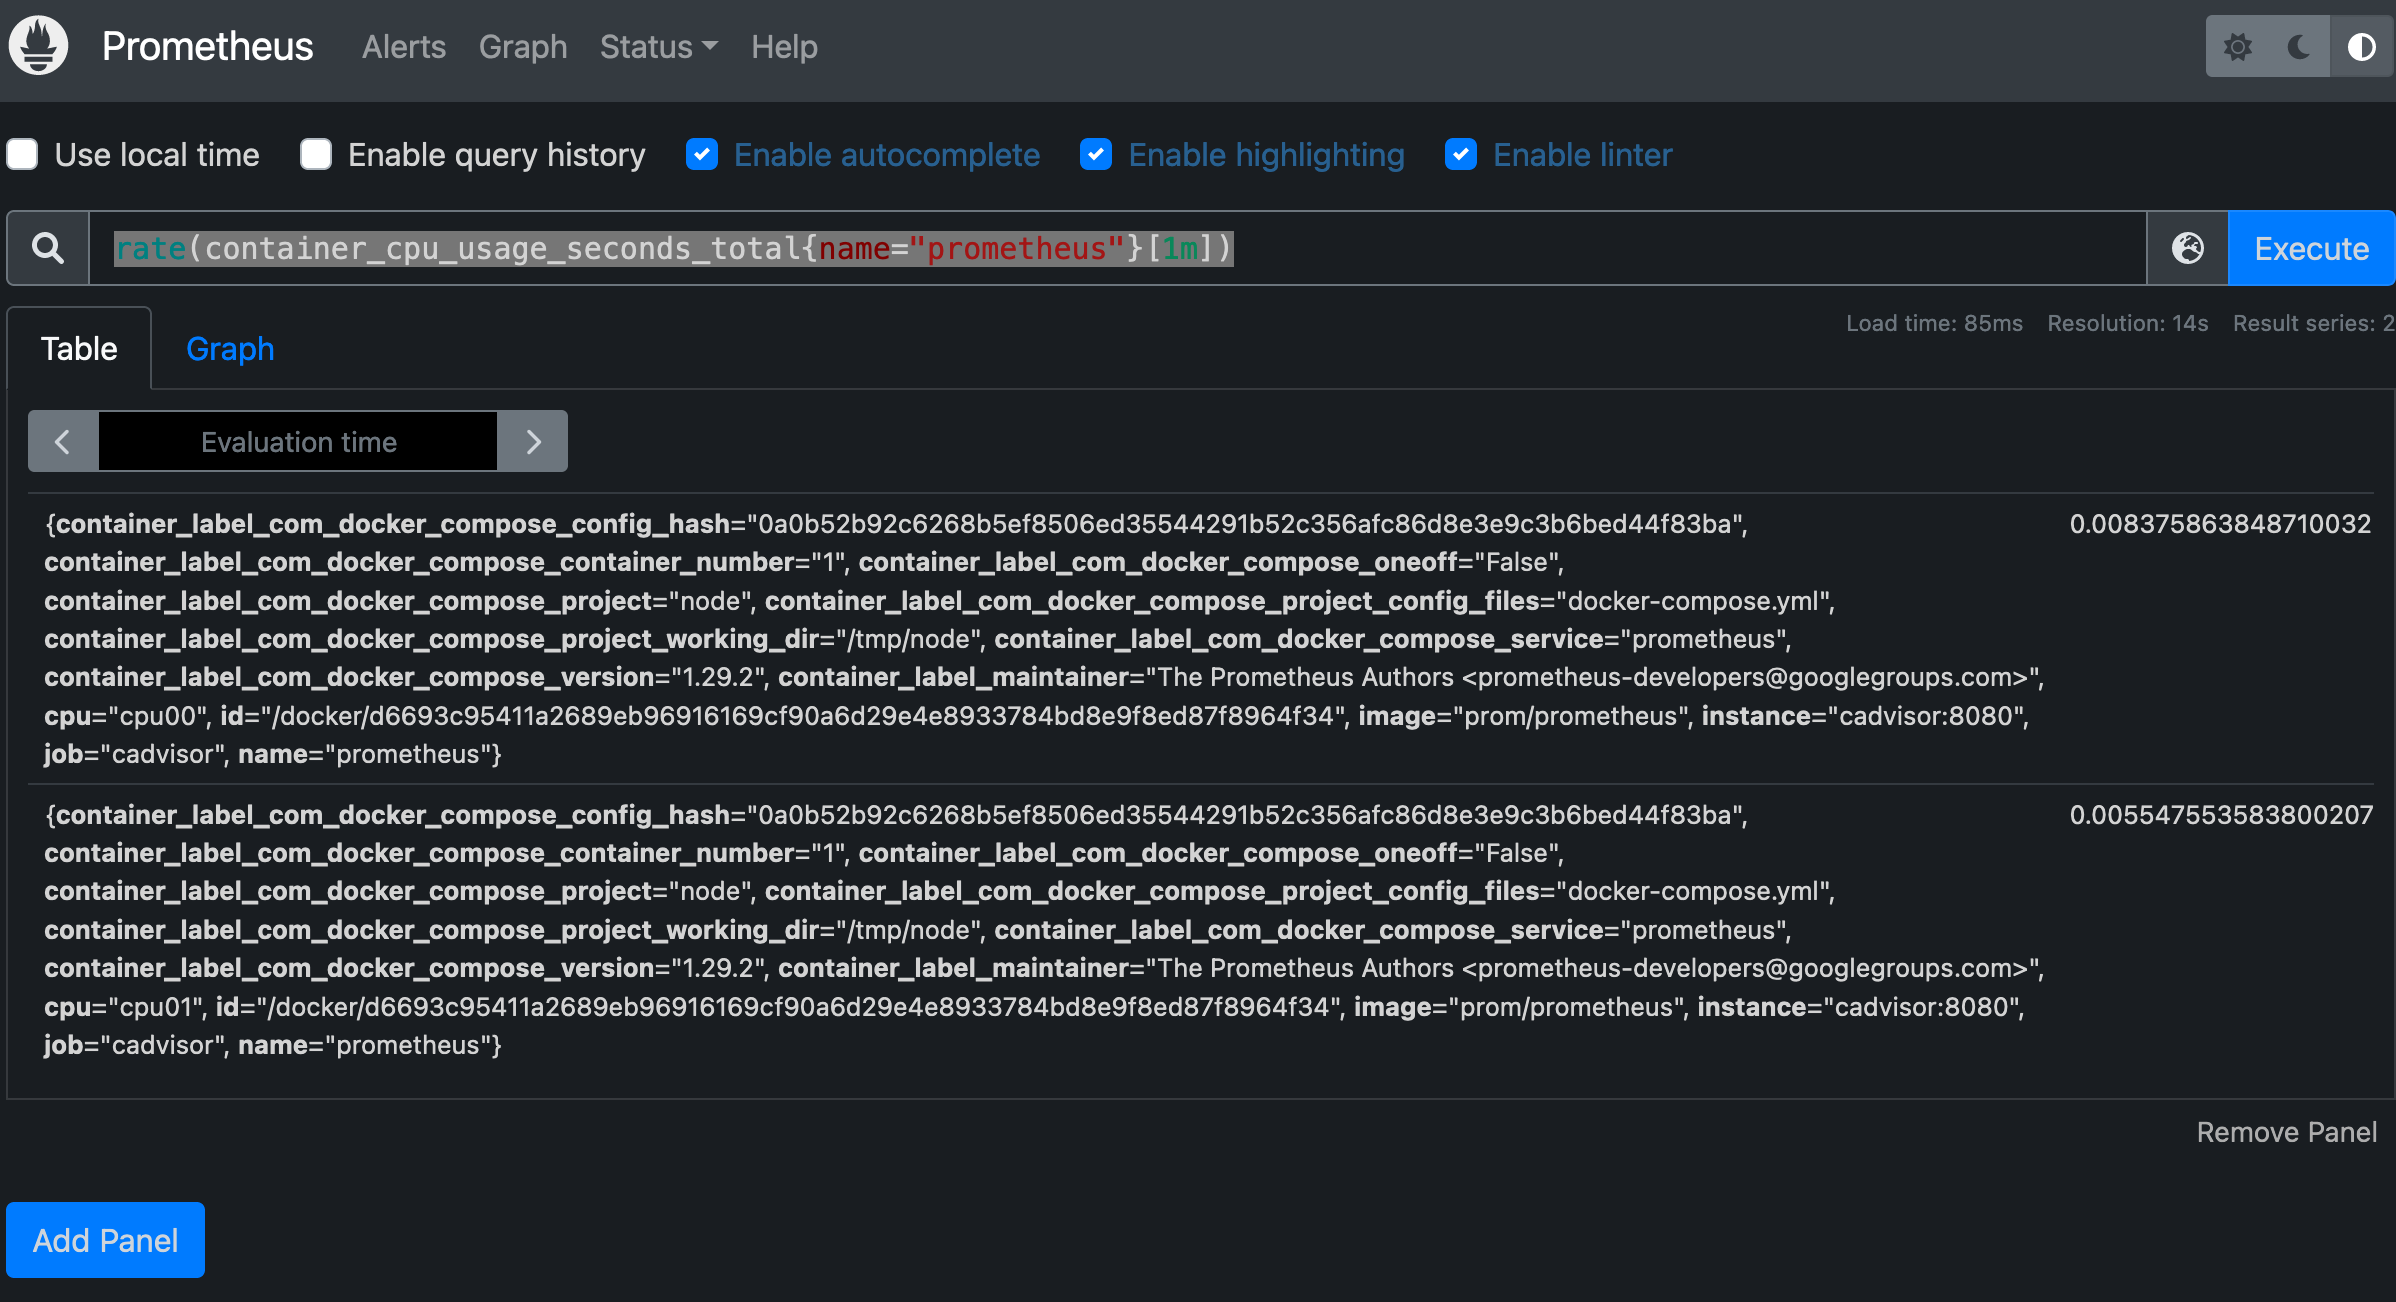 Prometheus Alerts Graph Status Help
Use local time Enable query history Enable autocomplete Enable highlighting Enable linter
rate(container_cpu_usage_seconds_total{name="prometheus"}[1m]) Execute
Table Graph Load time: 85ms Resolution: 14s Result series: 2
Evaluation time
{container_label_com_docker_compose_config_hash="0a0b52b92c6268b5ef8506ed35544291b52c356afc86d8e3e9c3b6bed44f83ba", 0.008375863848710032
container_label_com_docker_compose_container_number="1", container_label_com_docker_compose_oneoff="False",
container_label_com_docker_compose_project="node", container_label_com_docker_compose_project_config_files="docker-compose.yml",
container_label_com_docker_compose_project_working_dir="/tmp/node", container_label_com_docker_compose_service="prometheus",
container_label_com_docker_compose_version="1.29.2", container_label_maintainer="The Prometheus Authors <prometheus-developers@googlegroups.com>",
cpu="cpu00", id="/docker/d6693c95411a2689eb96916169cf90a6d29e4e8933784bd8e9f8ed87f8964f34", image="prom/prometheus", instance="cadvisor:8080",
job="cadvisor", name="prometheus"}
{container_label_com_docker_compose_config_hash="0a0b52b92c6268b5ef8506ed35544291b52c356afc86d8e3e9c3b6bed44f83ba", 0.005547553583800207
container_label_com_docker_compose_container_number="1", container_label_com_docker_compose_oneoff="False",
container_label_com_docker_compose_project="node", container_label_com_docker_compose_project_config_files="docker-compose.yml",
container_label_com_docker_compose_project_working_dir="/tmp/node", container_label_com_docker_compose_service="prometheus",
container_label_com_docker_compose_version="1.29.2", container_label_maintainer="The Prometheus Authors <prometheus-developers@googlegroups.com>",
cpu="cpu01", id="/docker/d6693c95411a2689eb96916169cf90a6d29e4e8933784bd8e9f8ed87f8964f34", image="prom/prometheus", instance="cadvisor:8080",
job="cadvisor", name="prometheus"}
Remove Panel
Add Panel